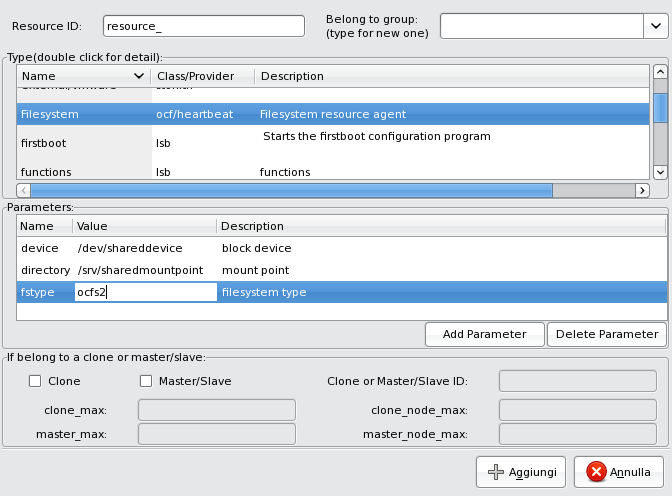 Resource ID: resource_ Belong to group:
(type for new one)
Type(double click for detail):
Name Class/Provider Description
external/vmware stonith
Filesystem ocf/heartbeat Filesystem resource agent
firstboot lsb Starts the firstboot configuration program
functions lsb functions
Parameters:
Name Value Description
device /dev/shareddevice block device
directory /srv/sharedmountpoint mount point
fstype ocfs2 filesystem type
Add Parameter Delete Parameter
If belong to a clone or master/slave:
Clone Master/Slave Clone or Master/Slave ID:
clone_max: clone_node_max:
master_max: master_node_max:
Aggiungi Annulla